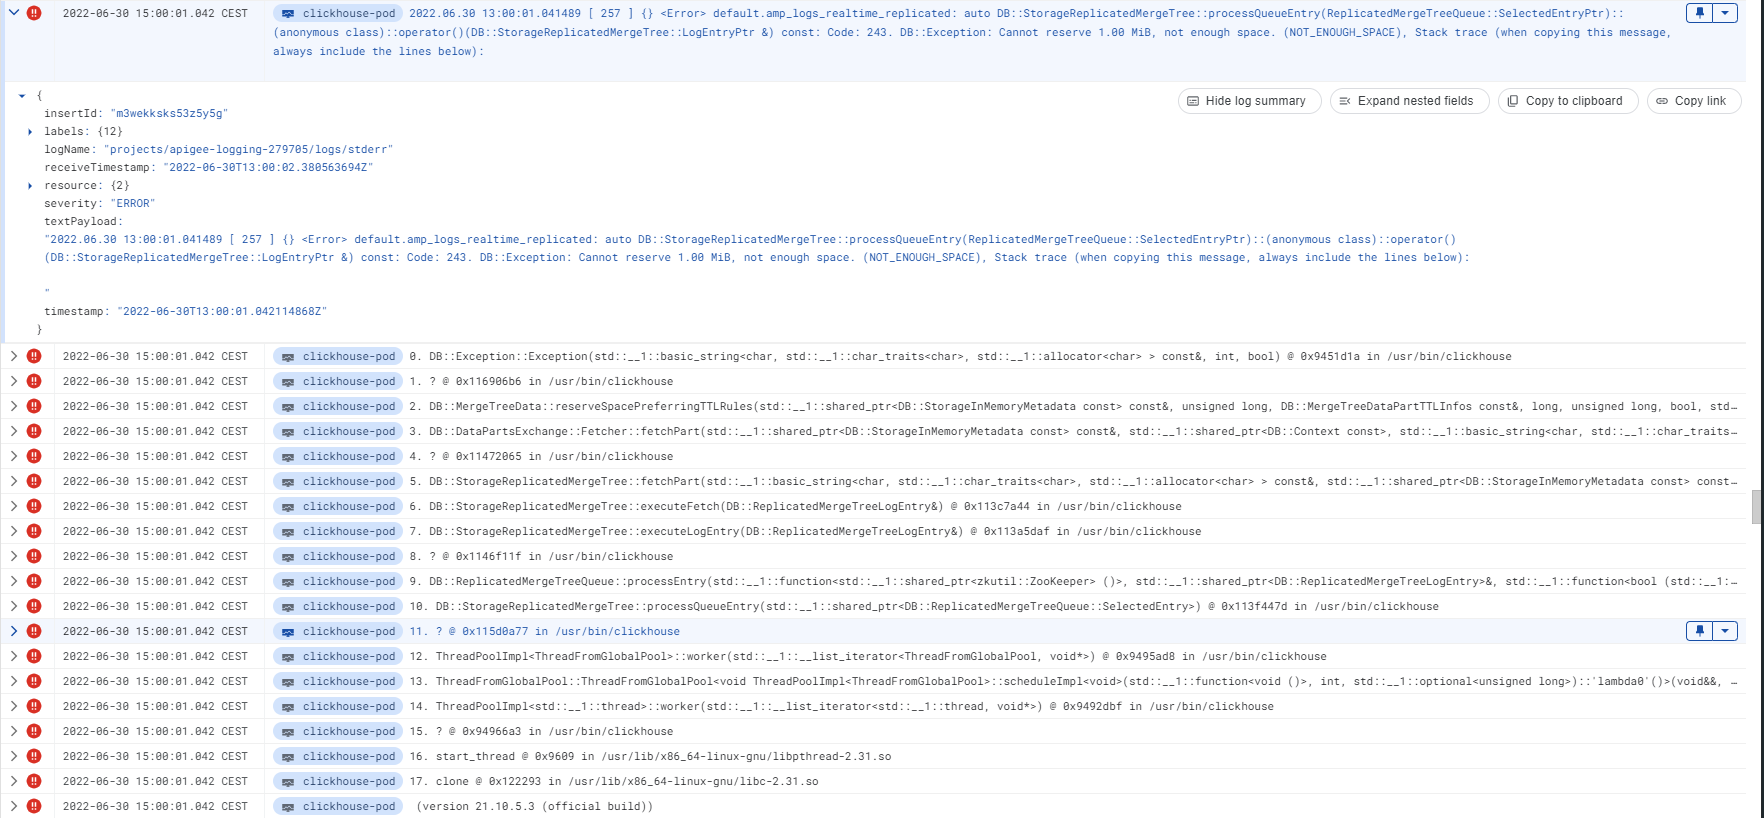 2022-06-30 15:00:01.042 CEST clickhouse-pod 2022.06.30 13:00:01.041489 [ 257 ] {} <Error> default.amp_logs_realtime_replicated: auto DB::StorageReplicatedMergeTree::processQueueEntry(ReplicatedMergeTreeQueue::SelectedEntryPtr)::
(anonymous class)::operator()(DB::StorageReplicatedMergeTree::LogEntryPtr &) const: Code: 243. DB::Exception: Cannot reserve 1.00 MiB, not enough space. (NOT_ENOUGH_SPACE), Stack trace (when copying this message,
always include the lines below):
{
Hide log summary Expand nested fields Copy to clipboard Copy link
insertId: "m3wekksks53z5y5g"
labels: {12}
logName: "projects/apigee-logging-279705/logs/stderr"
receiveTimestamp: "2022-06-30T13:00:02.380563694Z"
resource: {2}
severity: "ERROR"
textPayload:
"2022.06.30 13:00:01.041489 [ 257 ] {} <Error> default.amp_logs_realtime_replicated: auto DB::StorageReplicatedMergeTree::processQueueEntry(ReplicatedMergeTreeQueue::SelectedEntryPtr)::(anonymous class)::operator()
(DB::StorageReplicatedMergeTree::LogEntryPtr &) const: Code: 243. DB::Exception: Cannot reserve 1.00 MiB, not enough space. (NOT_ENOUGH_SPACE), Stack trace (when copying this message, always include the lines below):
"
timestamp: "2022-06-30T13:00:01.042114868Z"
}
2022-06-30 15:00:01.042 CEST clickhouse-pod 0. DB::Exception::Exception(std::__1::basic_string<char, std::__1::char_traits<char>, std::__1::allocator<char> > const&, int, bool) @ 0x9451d1a in /usr/bin/clickhouse
2022-06-30 15:00:01.042 CEST clickhouse-pod 1. ? @ 0x116906b6 in /usr/bin/clickhouse
2022-06-30 15:00:01.042 CEST clickhouse-pod 2. DB::MergeTreeData::reserveSpacePreferringTTLRules(std::__1::shared_ptr<DB::StorageInMemoryMetadata const> const&, unsigned long, DB::MergeTreeDataPartTTLInfos const&, long, unsigned long, bool, std…
2022-06-30 15:00:01.042 CEST clickhouse-pod 3. DB::DataPartsExchange::Fetcher::fetchPart(std::__1::shared_ptr<DB::StorageInMemoryMetadata const> const&, std::__1::shared_ptr<DB::Context const>, std::__1::basic_string<char, std::__1::char_traits…
2022-06-30 15:00:01.042 CEST clickhouse-pod 4. ? @ 0x11472065 in /usr/bin/clickhouse
2022-06-30 15:00:01.042 CEST clickhouse-pod 5. DB::StorageReplicatedMergeTree::fetchPart(std::__1::basic_string<char, std::__1::char_traits<char>, std::__1::allocator<char> > const&, std::__1::shared_ptr<DB::StorageInMemoryMetadata const> const…
2022-06-30 15:00:01.042 CEST clickhouse-pod 6. DB::StorageReplicatedMergeTree::executeFetch(DB::ReplicatedMergeTreeLogEntry&) @ 0x113c7a44 in /usr/bin/clickhouse
2022-06-30 15:00:01.042 CEST clickhouse-pod 7. DB::StorageReplicatedMergeTree::executeLogEntry(DB::ReplicatedMergeTreeLogEntry&) @ 0x113a5daf in /usr/bin/clickhouse
2022-06-30 15:00:01.042 CEST clickhouse-pod 8. ? @ 0x1146f11f in /usr/bin/clickhouse
2022-06-30 15:00:01.042 CEST clickhouse-pod 9. DB::ReplicatedMergeTreeQueue::processEntry(std::__1::function<std::__1::shared_ptr<zkutil::ZooKeeper> ()>, std::__1::shared_ptr<DB::ReplicatedMergeTreeLogEntry>&, std::__1::function<bool (std::__1:…
2022-06-30 15:00:01.042 CEST clickhouse-pod 10. DB::StorageReplicatedMergeTree::processQueueEntry(std::__1::shared_ptr<DB::ReplicatedMergeTreeQueue::SelectedEntry>) @ 0x113f447d in /usr/bin/clickhouse
2022-06-30 15:00:01.042 CEST clickhouse-pod 11. ? @ 0x115d0a77 in /usr/bin/clickhouse
2022-06-30 15:00:01.042 CEST clickhouse-pod 12. ThreadPoolImpl<ThreadFromGlobalPool>::worker(std::__1::__list_iterator<ThreadFromGlobalPool, void*>) @ 0x9495ad8 in /usr/bin/clickhouse
2022-06-30 15:00:01.042 CEST clickhouse-pod 13. ThreadFromGlobalPool::ThreadFromGlobalPool<void ThreadPoolImpl<ThreadFromGlobalPool>::scheduleImpl<void>(std::__1::function<void ()>, int, std::__1::optional<unsigned long>)::'lambda0'()>(void&&, …
2022-06-30 15:00:01.042 CEST clickhouse-pod 14. ThreadPoolImpl<std::__1::thread>::worker(std::__1::__list_iterator<std::__1::thread, void*>) @ 0x9492dbf in /usr/bin/clickhouse
2022-06-30 15:00:01.042 CEST clickhouse-pod 15. ? @ 0x94966a3 in /usr/bin/clickhouse
2022-06-30 15:00:01.042 CEST clickhouse-pod 16. start_thread @ 0x9609 in /usr/lib/x86_64-linux-gnu/libpthread-2.31.so
2022-06-30 15:00:01.042 CEST clickhouse-pod 17. clone @ 0x122293 in /usr/lib/x86_64-linux-gnu/libc-2.31.so
2022-06-30 15:00:01.042 CEST clickhouse-pod (version 21.10.5.3 (official build))